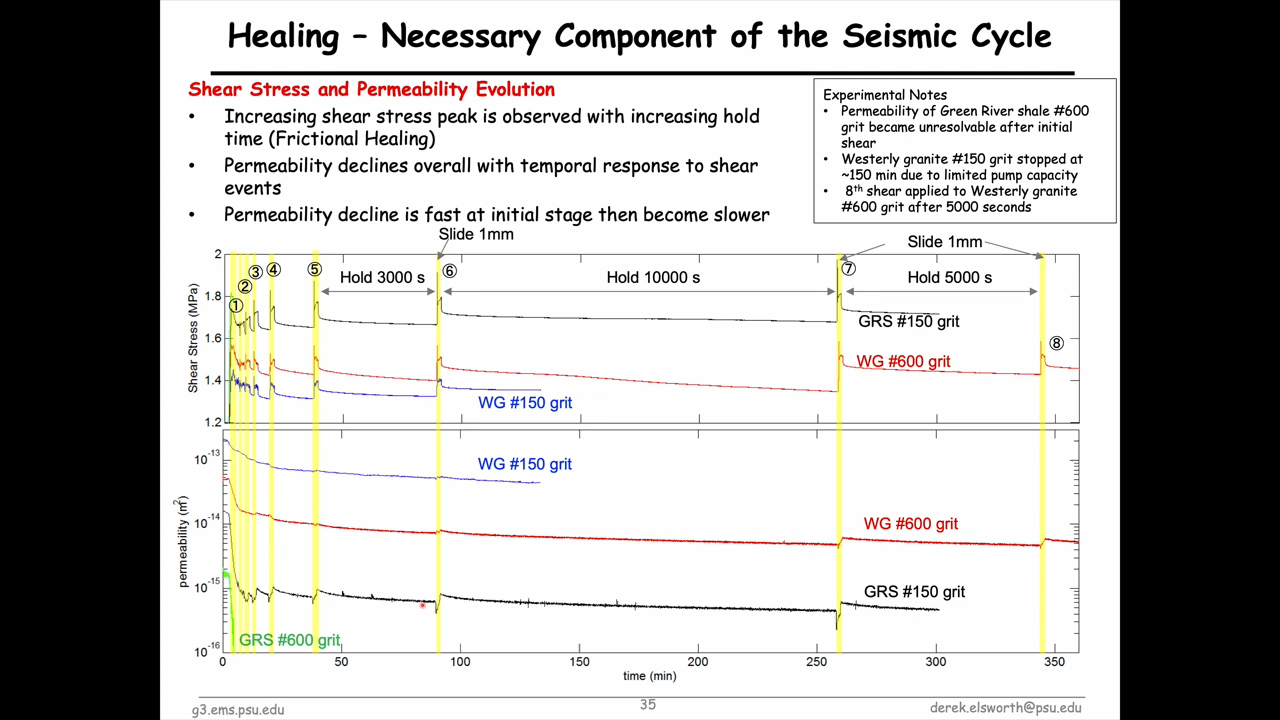 Healing – Necessary Component of the Seismic Cycle
Shear Stress and Permeability Evolution
• Increasing shear stress peak is observed with increasing hold
time (Frictional Healing)
• Permeability declines overall with temporal response to shear
events
• Permeability decline is fast at initial stage then become slower
Experimental Notes
• Permeability of Green River shale #600
grit became unresolvable after initial
shear
• Westerly granite #150 grit stopped at
~150 min due to limited pump capacity
• 8th shear applied to Westerly granite
#600 grit after 5000 seconds
Slide 1mm
Slide 1mm
2
1.8
1.6
1.4
1.2
Shear Stress (MPa)
① ② ③ ④ ⑤ Hold 3000 s ⑥ Hold 10000 s ⑦ Hold 5000 s
GRS #150 grit
⑧
WG #600 grit
WG #150 grit
10-13
10-14
10-15
10-16
permeability (m2)
WG #150 grit
WG #600 grit
GRS #150 grit
GRS #600 grit
0 50 100 150 200 250 300 350
time (min)
g3.ems.psu.edu
35
derek.elsworth@psu.edu